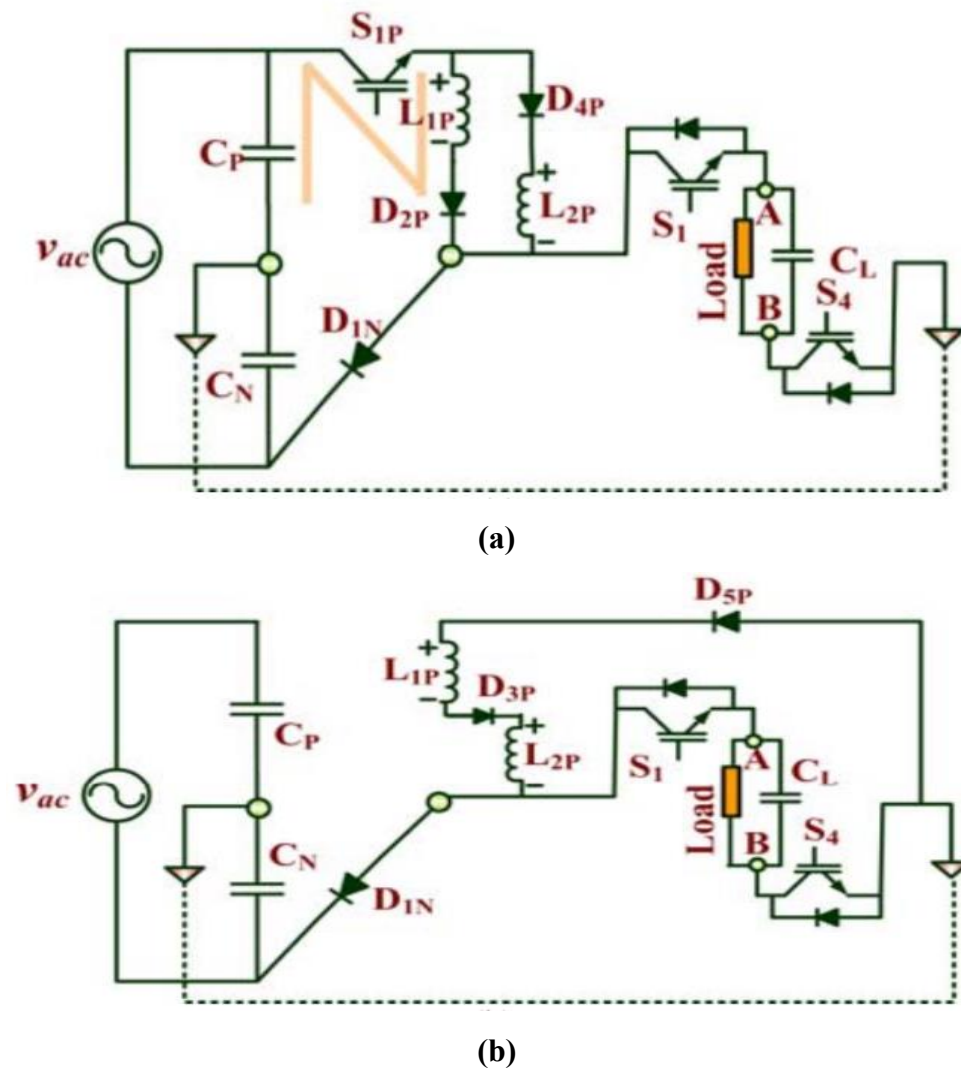 S1P
L1P
D4P
CP
D2P
L2P
vac
S1
A
Load
CL
B
S4
D1N
CN
(a)
D5P
L1P
D3P
CP
L2P
S1
A
CL
vac
Load
B
S4
CN
D1N
(b)